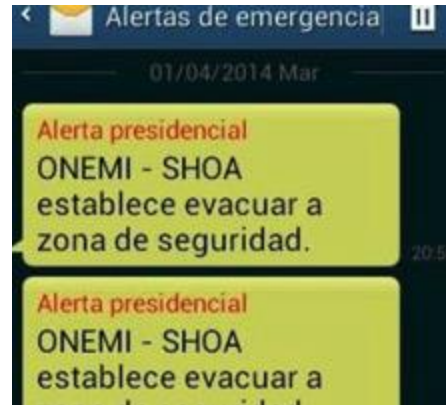 Alertas de emergencia
01/04/2014 Mar
Alerta presidencial
ONEMI - SHOA
establece evacuar a
zona de seguridad.
Alerta presidencial
ONEMI - SHOA
establece evacuar a